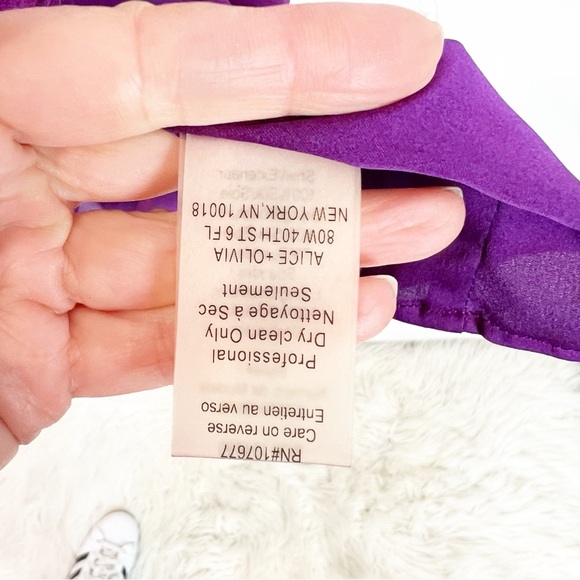 RN#107677
Care on reverse
Entretien au verso
Professional
Dry clean Only
Nettoyage à Sec
Seulement
ALICE + OLIVIA
80W 40TH ST 6 FL
NEW YORK,NY 10018